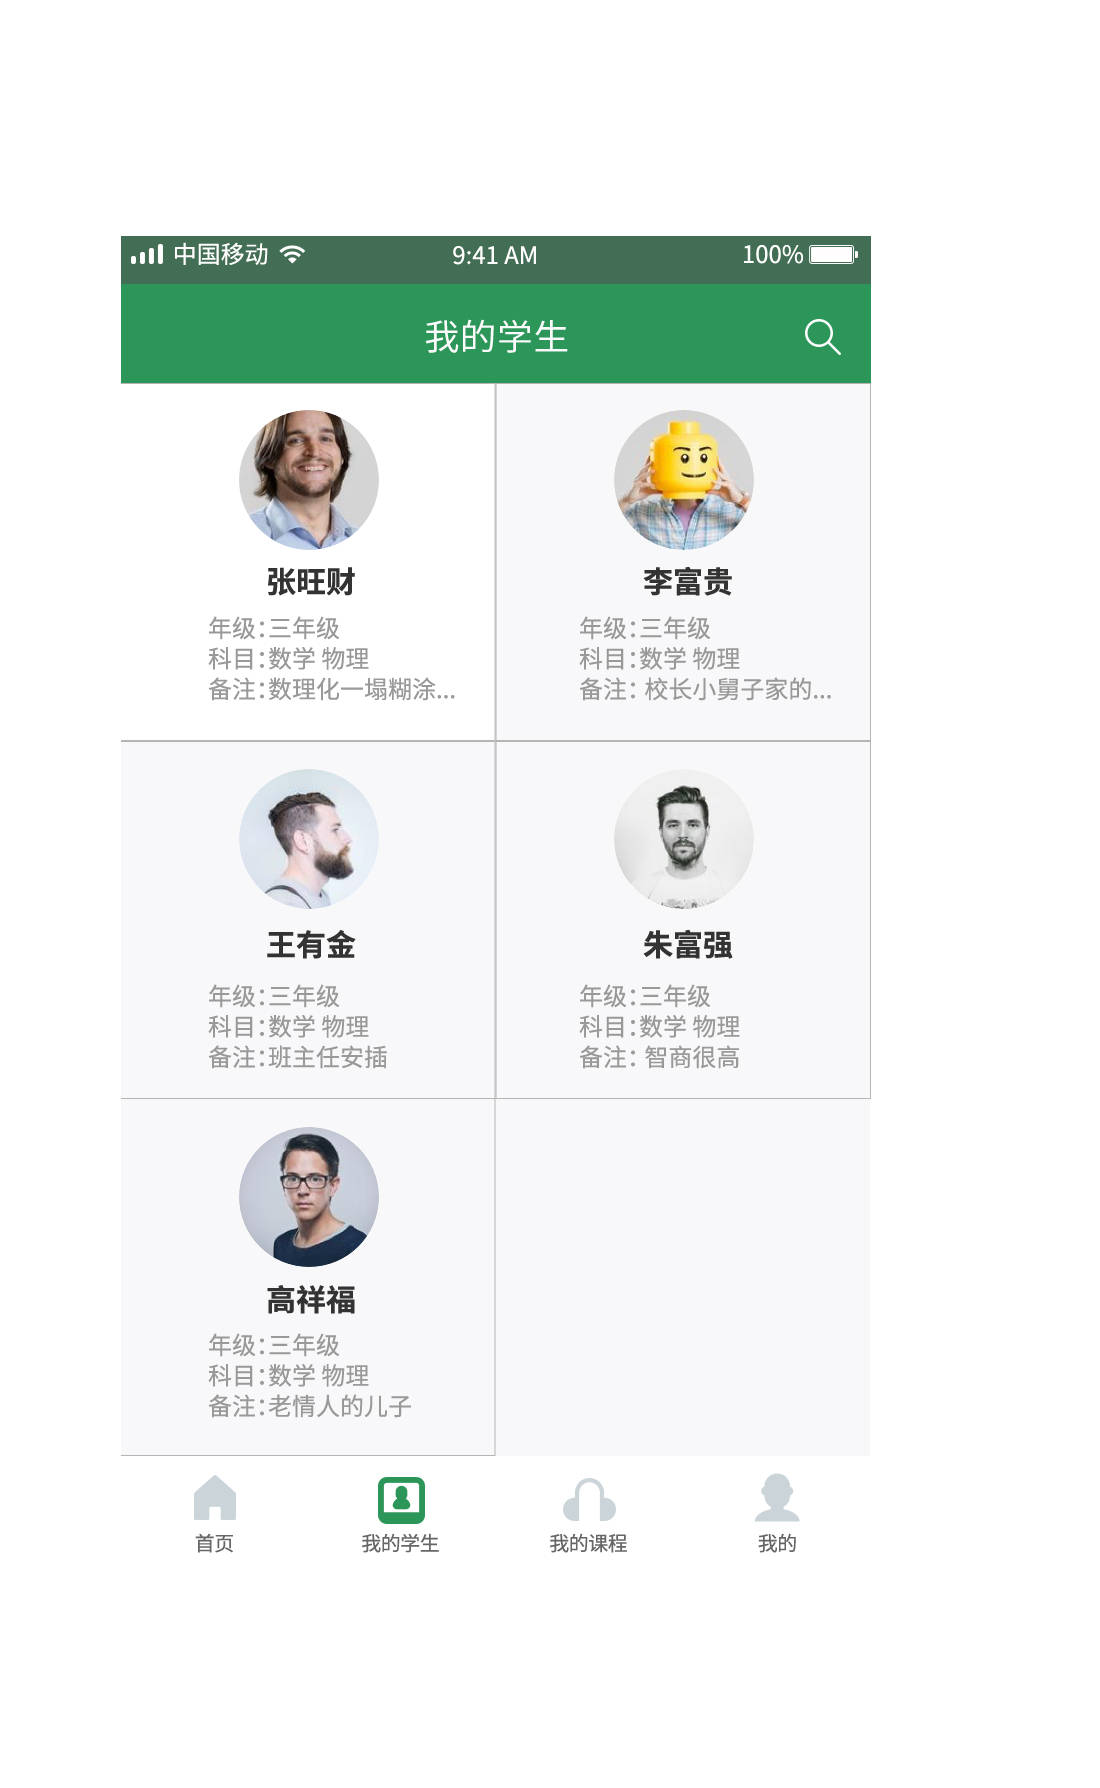 中国移动 9:41 AM 100%
我的学生
张旺财
年级：三年级
科目：数学 物理
备注：数理化一塌糊涂...
李富贵
年级：三年级
科目：数学 物理
备注： 校长小舅子家的...
王有金
年级：三年级
科目：数学 物理
备注：班主任安插
朱富强
年级：三年级
科目：数学 物理
备注： 智商很高
高祥福
年级：三年级
科目：数学 物理
备注：老情人的儿子
首页 我的学生 我的课程 我的